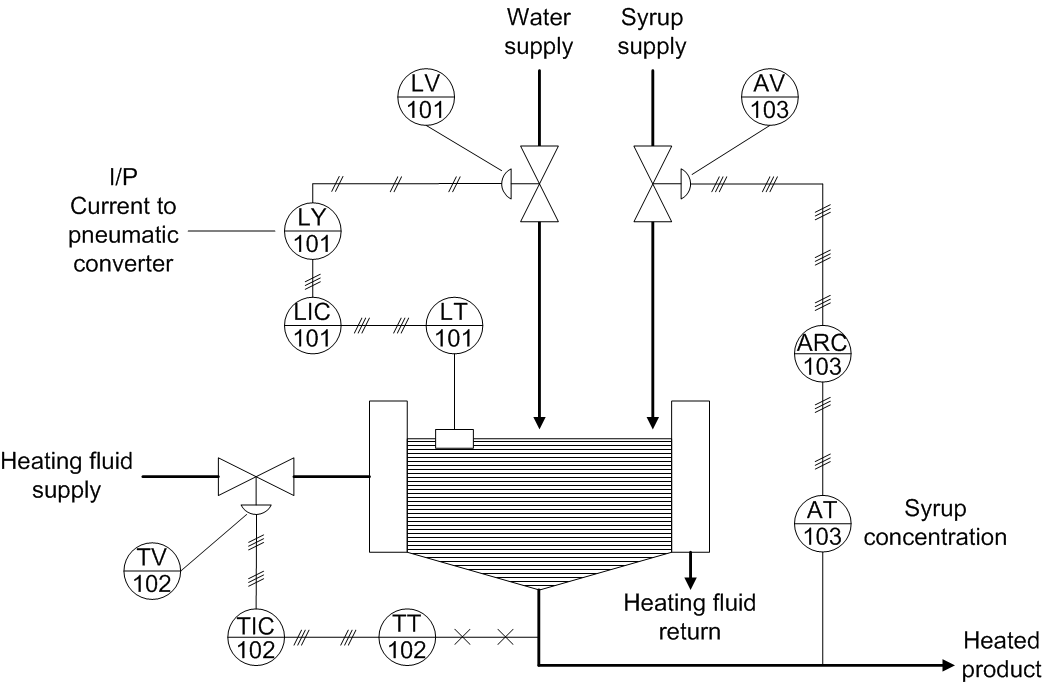 Water
supply
Syrup
supply
LV
101
AV
103
I/P
Current to
pneumatic
converter
LY
101
LIC
101
LT
101
ARC
103
Heating fluid
supply
AT
103
Syrup
concentration
TV
102
Heating fluid
return
TIC
102
TT
102
Heated
product